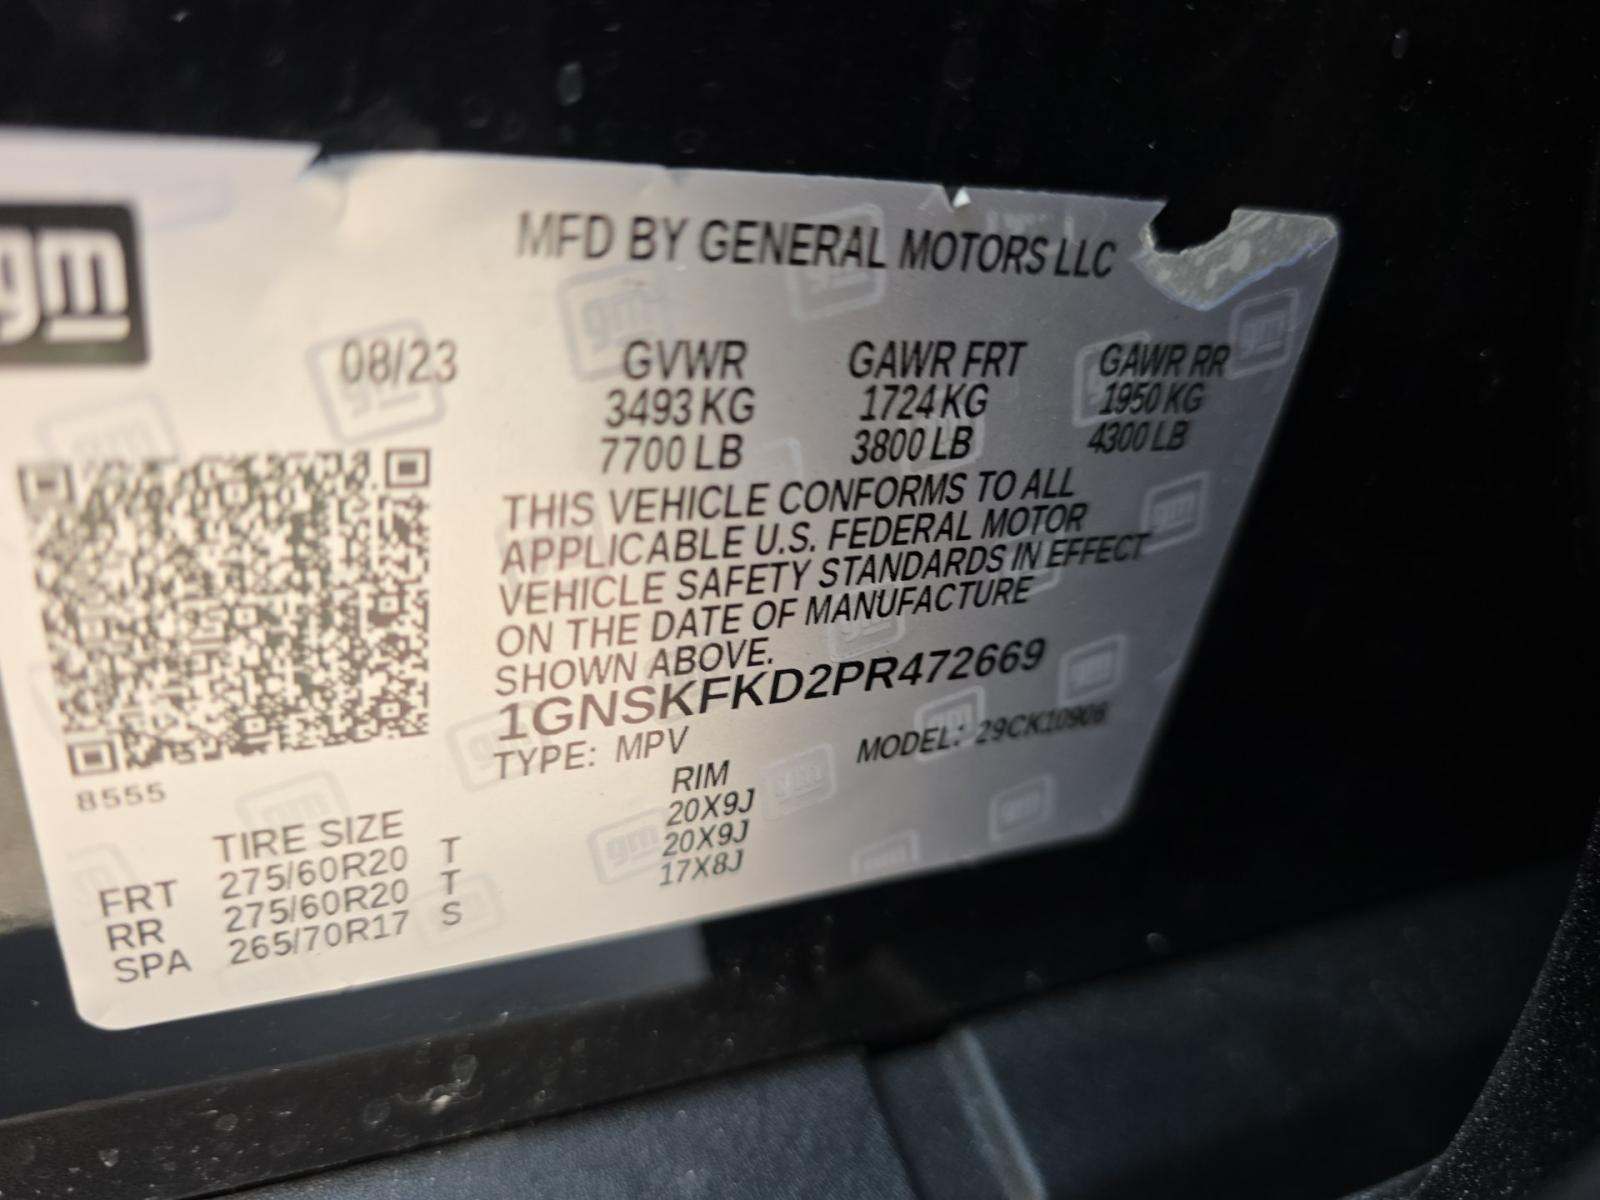 gm
MFD BY GENERAL MOTORS LLC
08/23 GVWR GAWR FRT GAWR RR
3493 KG 1724 KG 1950 KG
7700 LB 3800 LB 4300 LB
THIS VEHICLE CONFORMS TO ALL
APPLICABLE U.S. FEDERAL MOTOR
VEHICLE SAFETY STANDARDS IN EFFECT
ON THE DATE OF MANUFACTURE
SHOWN ABOVE.
1GNSKFKD2PR472669
TYPE: MPV MODEL: 29CK10906
8555
TIRE SIZE RIM
FRT 275/60R20 T 20X9J
RR 275/60R20 T 20X9J
SPA 265/70R17 S 17X8J